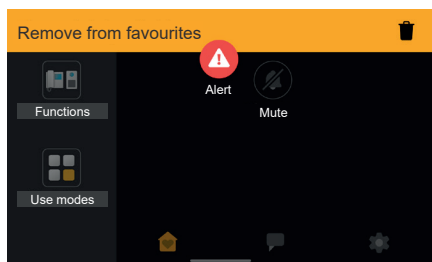 Remove from favourites
Alert
Functions
Mute
Use modes